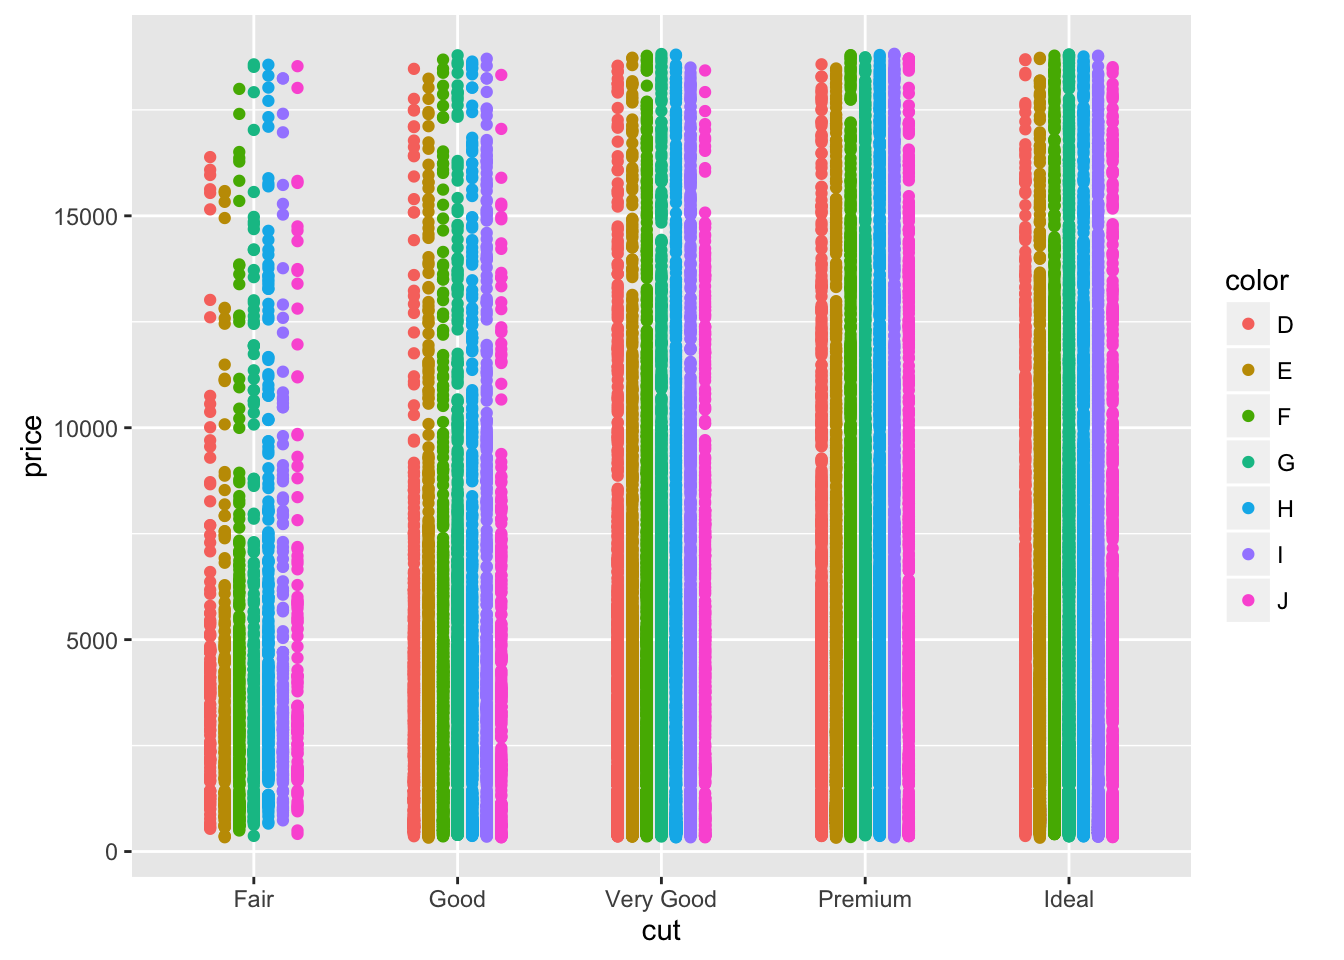 15000
10000
5000
0
price
Fair
Good
Very Good
Premium
Ideal
cut
color
D
E
F
G
H
I
J